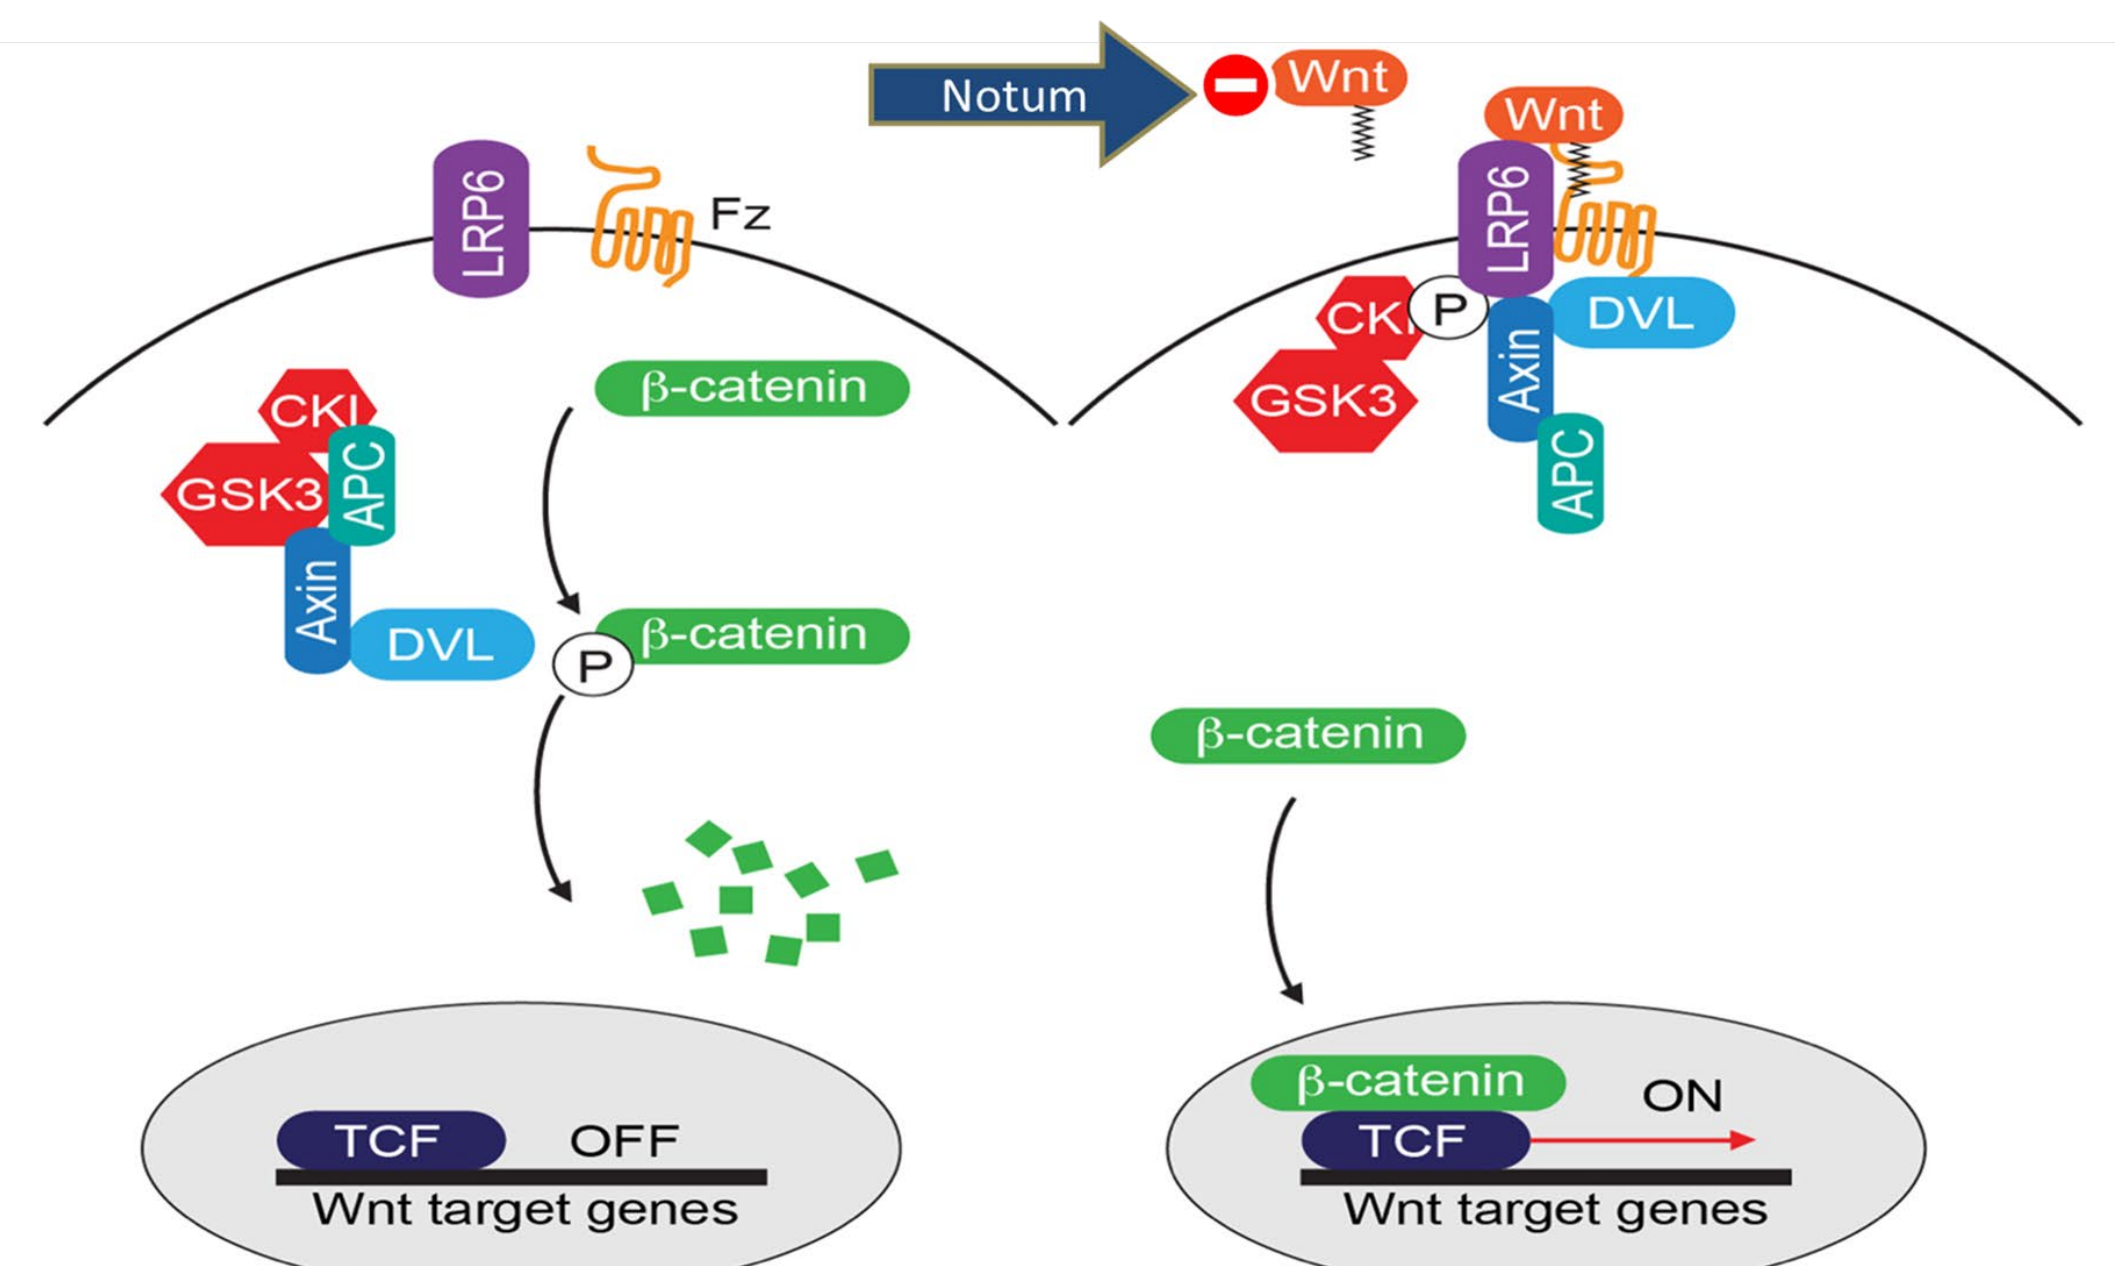 Notum
Wnt
Wnt
LRP6
Fz
LRP6
CKI
P
DVL
Axin
GSK3
APC
β-catenin
CKI
GSK3
APC
Axin
DVL
P
β-catenin
β-catenin
β-catenin
TCF
OFF
Wnt target genes
ON
TCF
Wnt target genes